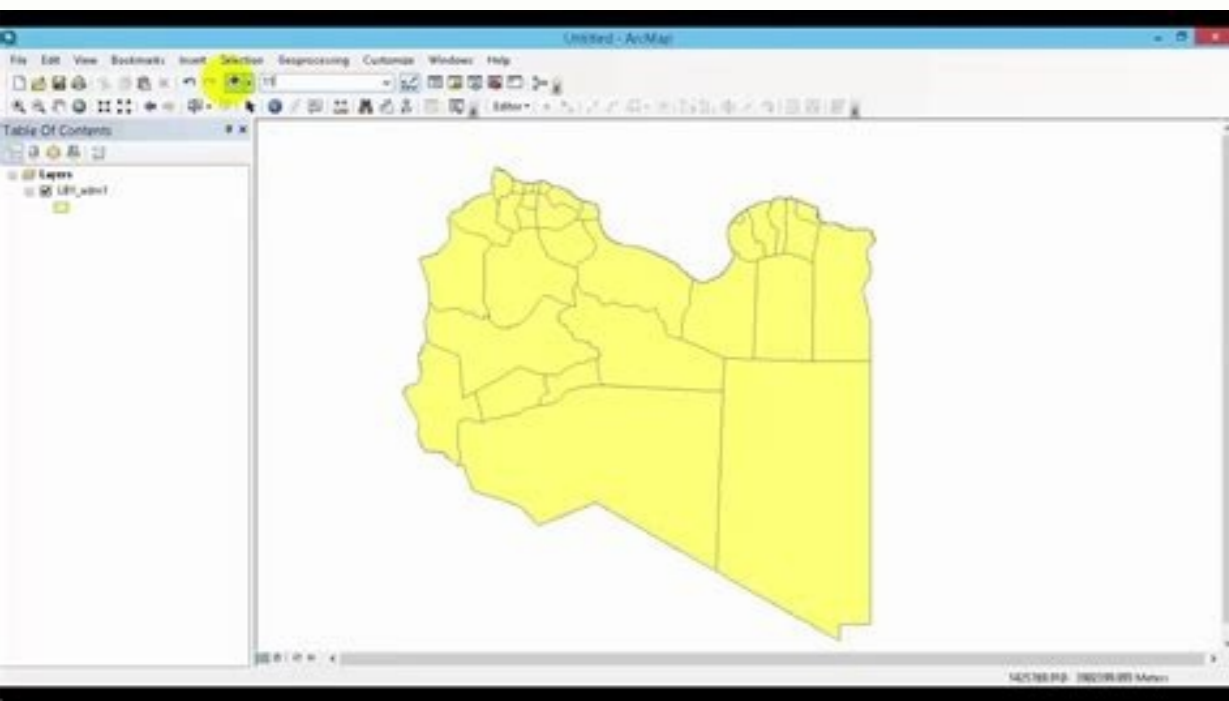 Untitled - ArcMap
File Edit View Bookmarks Insert Selection Geoprocessing Customize Windows Help
Editor
Table Of Contents
Layers
LBY_adm1
Meters